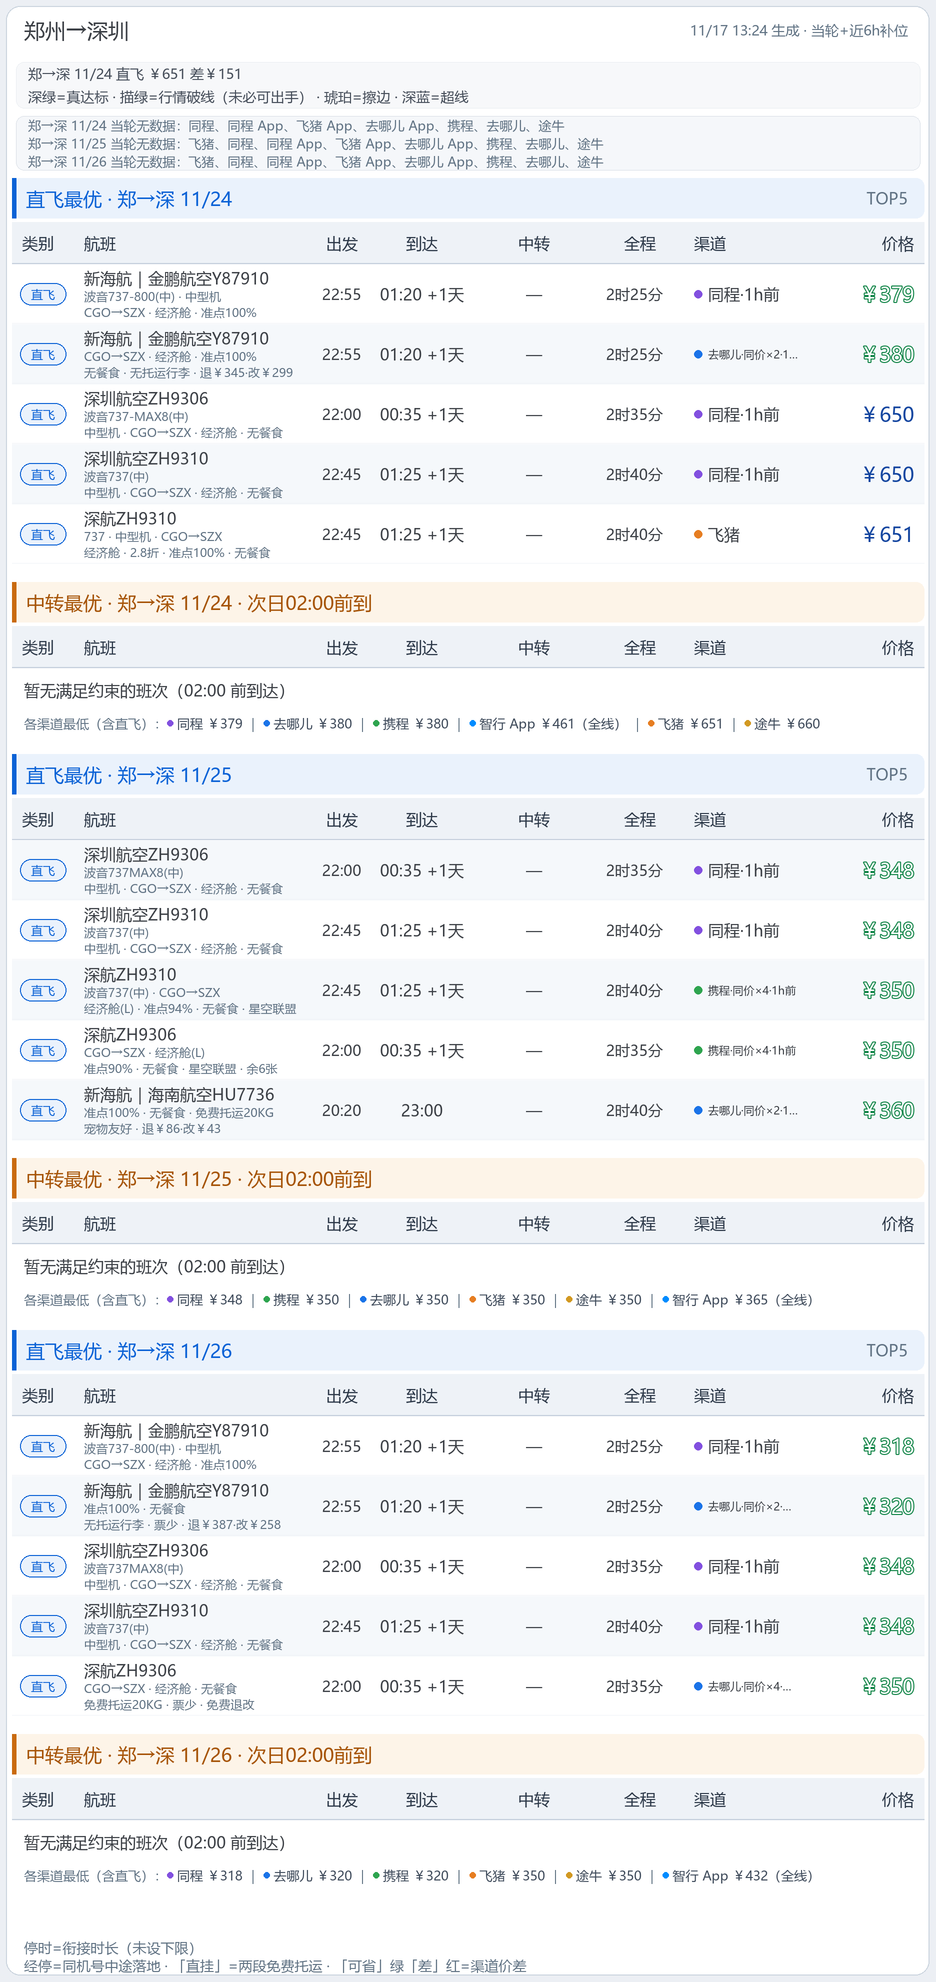 郑州→深圳
11/17 13:24 生成 · 当轮+近6h补位
郑→深 11/24 直飞 ￥651 差￥151
深绿=真达标 · 描绿=行情破线（未必可出手） · 琥珀=擦边 · 深蓝=超线
郑→深 11/24 当轮无数据：同程、同程 App、飞猪 App、去哪儿 App、携程、去哪儿、途牛
郑→深 11/25 当轮无数据：飞猪、同程、同程 App、飞猪 App、去哪儿 App、携程、去哪儿、途牛
郑→深 11/26 当轮无数据：飞猪、同程、同程 App、飞猪 App、去哪儿 App、携程、去哪儿、途牛
直飞最优 · 郑→深 11/24 TOP5
类别 航班 出发 到达 中转 全程 渠道 价格
新海航｜金鹏航空Y87910
直飞 波音737-800(中) · 中型机 22:55 01:20 +1天 — 2时25分 同程·1h前 ￥379
CGO→SZX · 经济舱 · 准点100%
新海航｜金鹏航空Y87910
直飞 CGO→SZX · 经济舱 · 准点100% 22:55 01:20 +1天 — 2时25分 去哪儿·同价×2·1... ￥380
无餐食 · 无托运行李 · 退￥345·改￥299
深圳航空ZH9306
直飞 波音737-MAX8(中) 22:00 00:35 +1天 — 2时35分 同程·1h前 ￥650
中型机 · CGO→SZX · 经济舱 · 无餐食
深圳航空ZH9310
直飞 波音737(中) 22:45 01:25 +1天 — 2时40分 同程·1h前 ￥650
中型机 · CGO→SZX · 经济舱 · 无餐食
深航ZH9310
直飞 737 · 中型机 · CGO→SZX 22:45 01:25 +1天 — 2时40分 飞猪 ￥651
经济舱 · 2.8折 · 准点100% · 无餐食
中转最优 · 郑→深 11/24 · 次日02:00前到
类别 航班 出发 到达 中转 全程 渠道 价格
暂无满足约束的班次（02:00 前到达）
各渠道最低（含直飞）: 同程 ￥379 | 去哪儿 ￥380 | 携程 ￥380 | 智行 App ￥461（全线） | 飞猪 ￥651 | 途牛 ￥660
直飞最优 · 郑→深 11/25 TOP5
类别 航班 出发 到达 中转 全程 渠道 价格
深圳航空ZH9306
直飞 波音737MAX8(中) 22:00 00:35 +1天 — 2时35分 同程·1h前 ￥348
中型机 · CGO→SZX · 经济舱 · 无餐食
深圳航空ZH9310
直飞 波音737(中) 22:45 01:25 +1天 — 2时40分 同程·1h前 ￥348
中型机 · CGO→SZX · 经济舱 · 无餐食
深航ZH9310
直飞 波音737(中) · CGO→SZX 22:45 01:25 +1天 — 2时40分 携程·同价×4·1h前 ￥350
经济舱(L) · 准点94% · 无餐食 · 星空联盟
深航ZH9306
直飞 CGO→SZX · 经济舱(L) 22:00 00:35 +1天 — 2时35分 携程·同价×4·1h前 ￥350
准点90% · 无餐食 · 星空联盟 · 余6张
新海航｜海南航空HU7736
直飞 准点100% · 无餐食 · 免费托运20KG 20:20 23:00 — 2时40分 去哪儿·同价×2·1... ￥360
宠物友好 · 退￥86·改￥43
中转最优 · 郑→深 11/25 · 次日02:00前到
类别 航班 出发 到达 中转 全程 渠道 价格
暂无满足约束的班次（02:00 前到达）
各渠道最低（含直飞）: 同程 ￥348 | 携程 ￥350 | 去哪儿 ￥350 | 飞猪 ￥350 | 途牛 ￥350 | 智行 App ￥365（全线）
直飞最优 · 郑→深 11/26 TOP5
类别 航班 出发 到达 中转 全程 渠道 价格
新海航｜金鹏航空Y87910
直飞 波音737-800(中) · 中型机 22:55 01:20 +1天 — 2时25分 同程·1h前 ￥318
CGO→SZX · 经济舱 · 准点100%
新海航｜金鹏航空Y87910
直飞 准点100% · 无餐食 22:55 01:20 +1天 — 2时25分 去哪儿·同价×2·... ￥320
无托运行李 · 票少 · 退￥387·改￥258
深圳航空ZH9306
直飞 波音737MAX8(中) 22:00 00:35 +1天 — 2时35分 同程·1h前 ￥348
中型机 · CGO→SZX · 经济舱 · 无餐食
深圳航空ZH9310
直飞 波音737(中) 22:45 01:25 +1天 — 2时40分 同程·1h前 ￥348
中型机 · CGO→SZX · 经济舱 · 无餐食
深航ZH9306
直飞 CGO→SZX · 经济舱 · 无餐食 22:00 00:35 +1天 — 2时35分 去哪儿·同价×4·... ￥350
免费托运20KG · 票少 · 免费退改
中转最优 · 郑→深 11/26 · 次日02:00前到
类别 航班 出发 到达 中转 全程 渠道 价格
暂无满足约束的班次（02:00 前到达）
各渠道最低（含直飞）: 同程 ￥318 | 去哪儿 ￥320 | 携程 ￥320 | 飞猪 ￥350 | 途牛 ￥350 | 智行 App ￥432（全线）
停时=衔接时长（未设下限）
经停=同机号中途落地 · 「直挂」=两段免费托运 · 「可省」绿「差」红=渠道价差